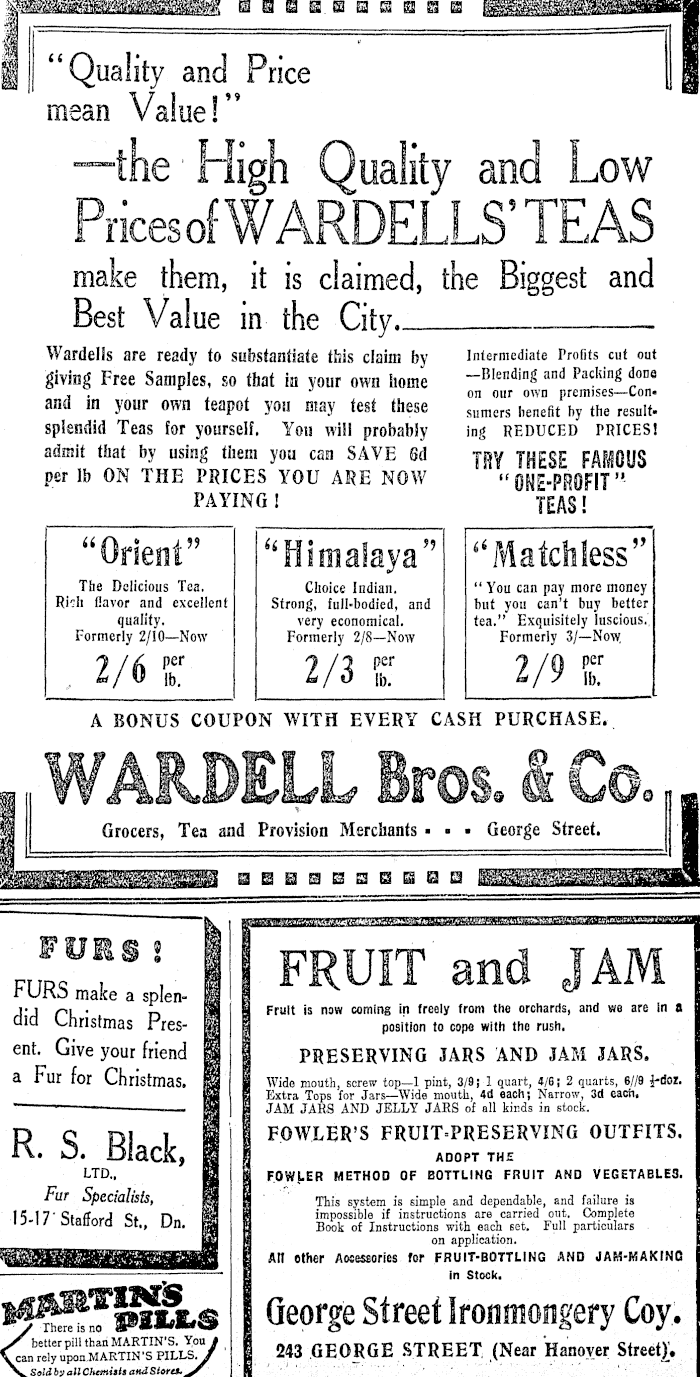 "Quality and Price
mean Value!"
—the High Quality and Low
Prices of WARDELLS' TEAS
make them, it is claimed, the Biggest and
Best Value in the City.
Wardells are ready to substantiate this claim by
giving Free Samples, so that in your own home
and in your own teapot you may test these
splendid Teas for yourself. You will probably
admit that by using them you can SAVE 6d
per lb ON THE PRICES YOU ARE NOW
PAYING!
Intermediate Profits cut out
—Blending and Packing done
on our own premises—Con-
sumers benefit by the result-
ing REDUCED PRICES!
TRY THESE FAMOUS
"ONE-PROFIT"
TEAS!
"Orient"
The Delicious Tea.
Rich flavor and excellent
quality.
Formerly 2/10—Now
2/6 per
lb.
"Himalaya"
Choice Indian.
Strong, full-bodied, and
very economical.
Formerly 2/8—Now
2/3 per
lb.
"Matchless"
"You can pay more money
but you can't buy better
tea." Exquisitely luscious.
Formerly 3/—Now
2/9 per
lb.
A BONUS COUPON WITH EVERY CASH PURCHASE.
WARDELL Bros. & Co.
Grocers, Tea and Provision Merchants - - - George Street.
FURS!
FURS make a splen-
did Christmas Pres-
ent. Give your friend
a Fur for Christmas.
R. S. Black,
LTD.,
Fur Specialists,
15-17 Stafford St., Dn.
MARTIN'S
PILLS
There is no
better pill than MARTIN'S. You
can rely upon MARTIN'S PILLS.
Sold by all Chemists and Stores.
FRUIT and JAM
Fruit is now coming in freely from the orchards, and we are in a
position to cope with the rush.
PRESERVING JARS AND JAM JARS.
Wide mouth, screw top—1 pint, 3/9; 1 quart, 4/6; 2 quarts, 6//9 ½-doz.
Extra Tops for Jars—Wide mouth, 4d each; Narrow, 3d each.
JAM JARS AND JELLY JARS of all kinds in stock.
FOWLER'S FRUIT-PRESERVING OUTFITS.
ADOPT THE
FOWLER METHOD OF BOTTLING FRUIT AND VEGETABLES.
This system is simple and dependable, and failure is
impossible if instructions are carried out. Complete
Book of Instructions with each set. Full particulars
on application.
All other Accessories for FRUIT-BOTTLING AND JAM-MAKING
in Stock.
George Street Ironmongery Coy.
243 GEORGE STREET (Near Hanover Street).